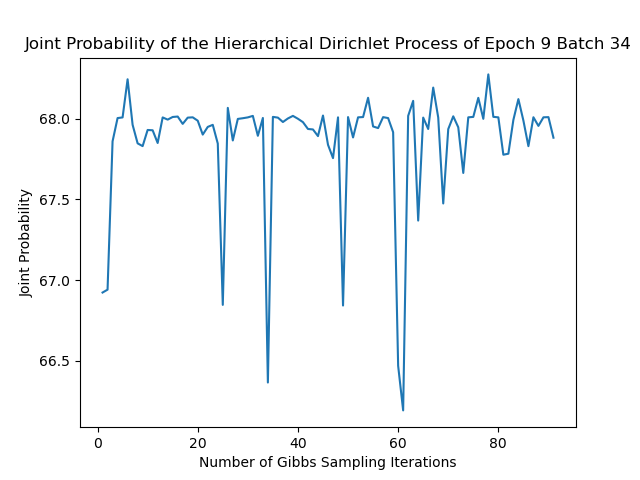 Joint Probability of the Hierarchical Dirichlet Process of Epoch 9 Batch 34
68.0
67.5
67.0
66.5
Joint Probability
0 20 40 60 80
Number of Gibbs Sampling Iterations